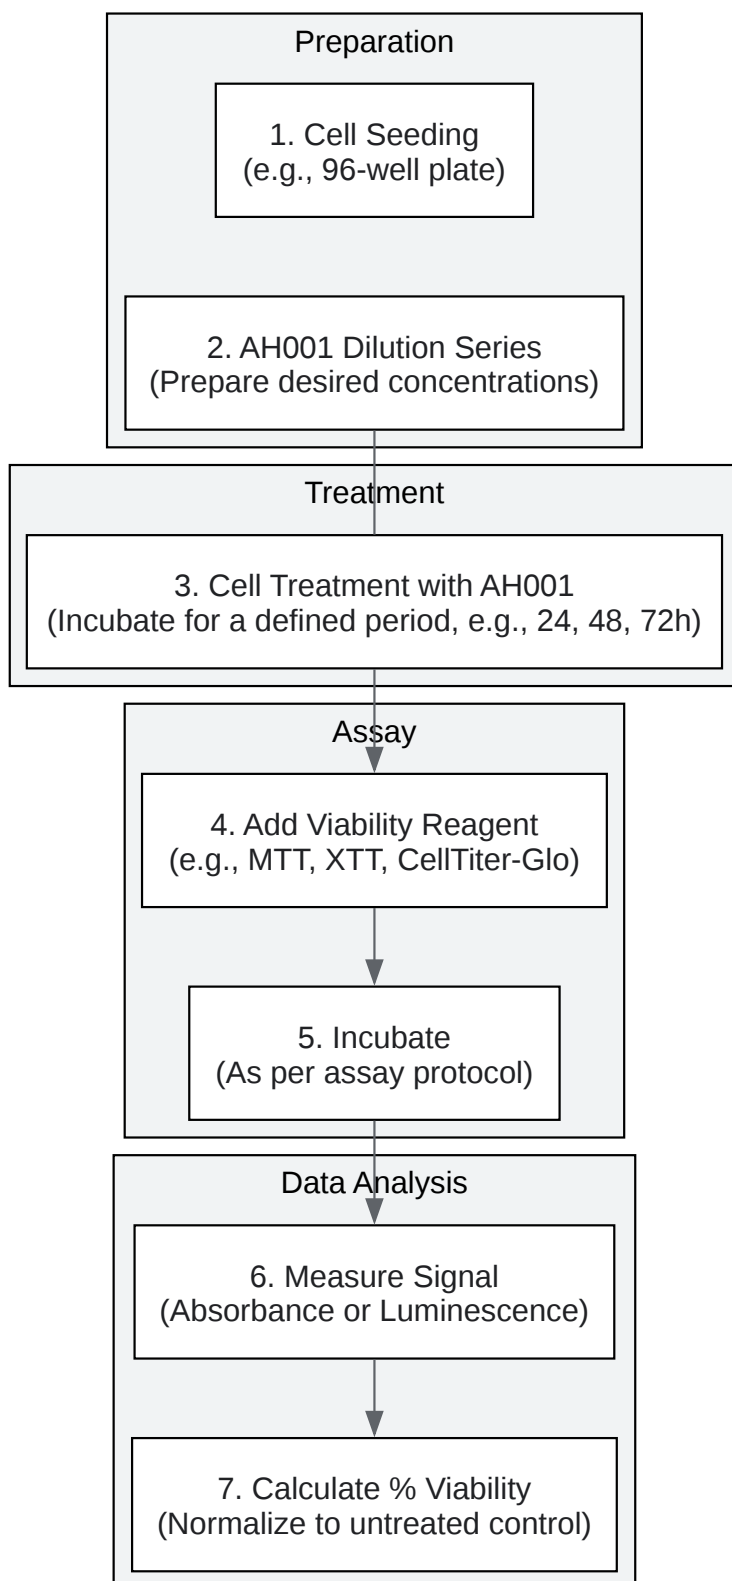 Preparation
1. Cell Seeding
(e.g., 96-well plate)
2. AH001 Dilution Series
(Prepare desired concentrations)
Treatment
3. Cell Treatment with AH001
(Incubate for a defined period, e.g., 24, 48, 72h)
Assay
4. Add Viability Reagent
(e.g., MTT, XTT, CellTiter-Glo)
5. Incubate
(As per assay protocol)
Data Analysis
6. Measure Signal
(Absorbance or Luminescence)
7. Calculate % Viability
(Normalize to untreated control)